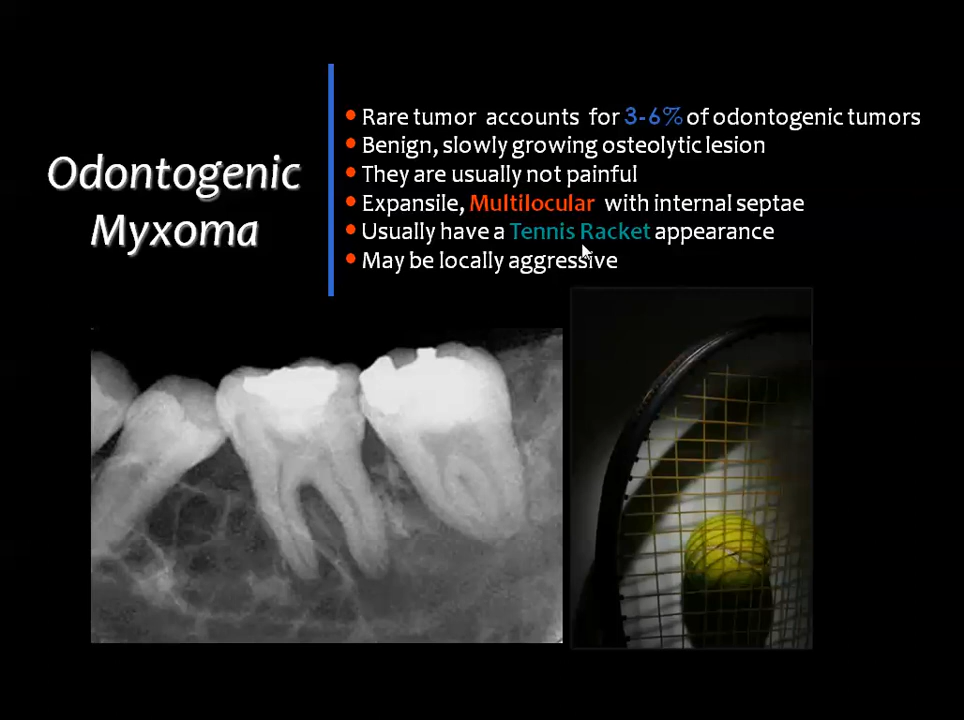 Odontogenic
Myxoma
• Rare tumor accounts for 3-6% of odontogenic tumors
• Benign, slowly growing osteolytic lesion
• They are usually not painful
• Expansile, Multilocular with internal septae
• Usually have a Tennis Racket appearance
• May be locally aggressive